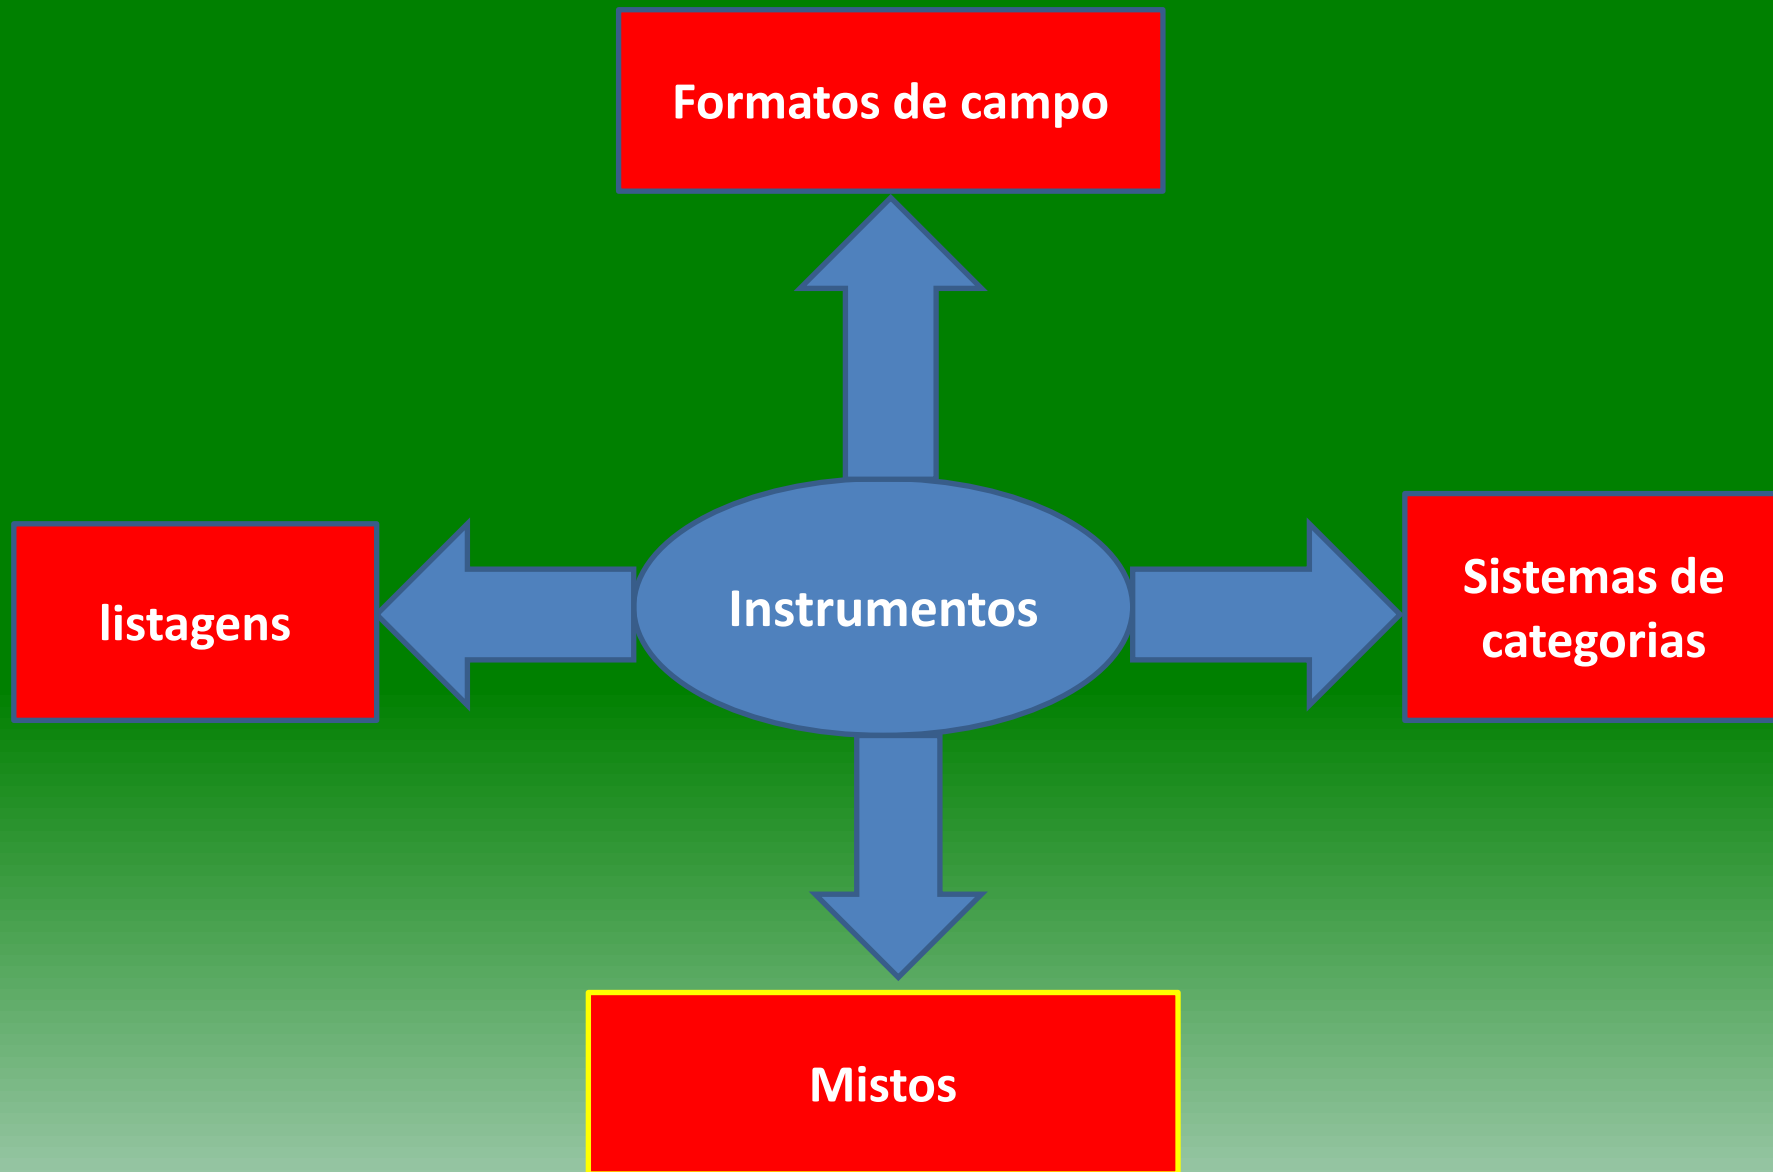 Formatos de campo
listagens
Instrumentos
Sistemas de
categorias
Mistos